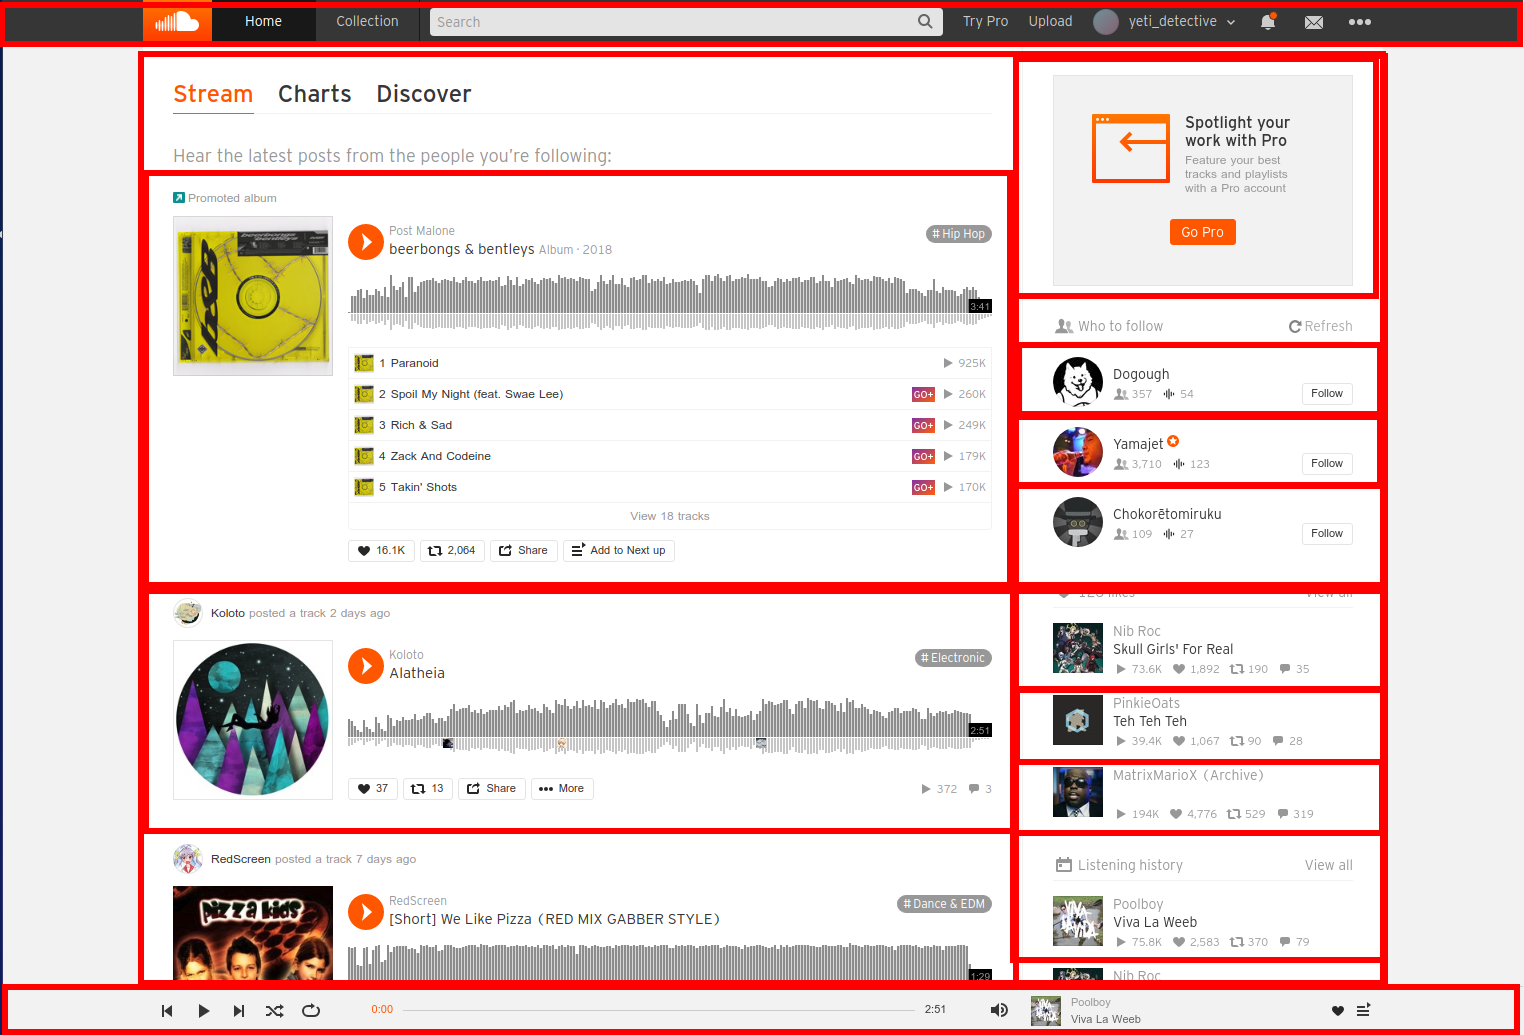 Home Collection Search Try Pro Upload yeti_detective
Stream Charts Discover
Hear the latest posts from the people you're following:
Promoted album
Post Malone
beerbongs & bentleys Album · 2018
# Hip Hop
3:41
1 Paranoid 925K
2 Spoil My Night (feat. Swae Lee) GO+ 260K
3 Rich & Sad GO+ 249K
4 Zack And Codeine GO+ 179K
5 Takin' Shots GO+ 170K
View 18 tracks
16.1K 2,064 Share Add to Next up
Koloto posted a track 2 days ago
Koloto
Alatheia
# Electronic
2:51
37 13 Share More 372 3
RedScreen posted a track 7 days ago
RedScreen
[Short] We Like Pizza (RED MIX GABBER STYLE)
# Dance & EDM
pizza kids
1:29
Spotlight your
work with Pro
Feature your best
tracks and playlists
with a Pro account
Go Pro
Who to follow Refresh
Dogough
357 54 Follow
Yamajet
3,710 123 Follow
Chokorētomiruku
109 27 Follow
View all
Nib Roc
Skull Girls' For Real
73.6K 1,892 190 35
PinkieOats
Teh Teh Teh
39.4K 1,067 90 28
MatrixMarioX (Archive)
194K 4,776 529 319
Listening history View all
VIVA LA VIDA
Poolboy
Viva La Weeb
75.8K 2,583 370 79
Nib Roc
0:00 2:51
Poolboy
Viva La Weeb